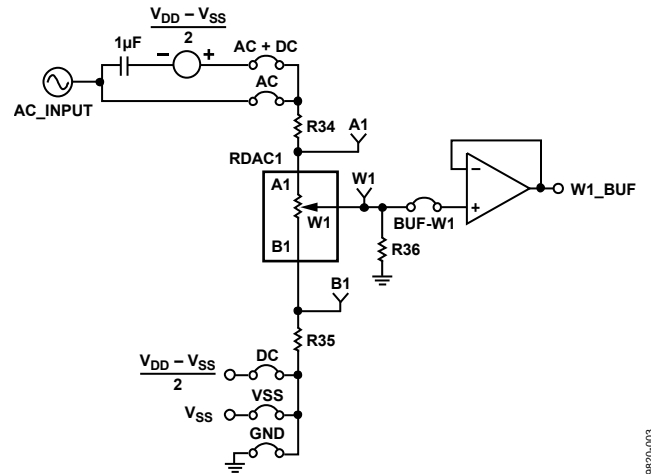 V_DD – V_SS
2
1µF
–
+
AC + DC
AC
AC_INPUT
R34
A1
RDAC1
A1
W1
B1
W1
–
+
BUF-W1
W1_BUF
R36
B1
R35
V_DD – V_SS
2
DC
V_SS
VSS
GND